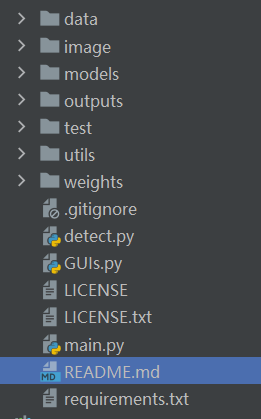 data
image
models
outputs
test
utils
weights
.gitignore
detect.py
GUIs.py
LICENSE
LICENSE.txt
main.py
MD README.md
requirements.txt